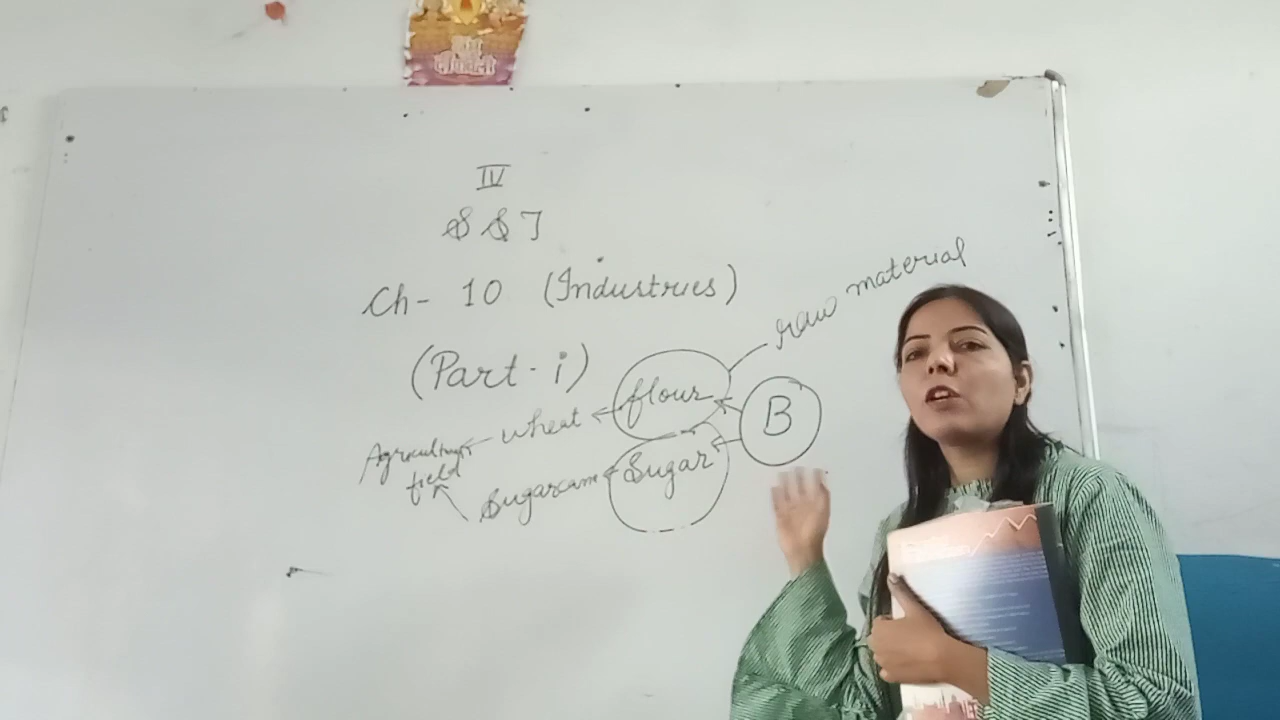 IV
SST
Ch- 10 (Industries)
(Part-i)
raw material
flour
B
wheat
Sugar
Sugarcane
Agriculture
field